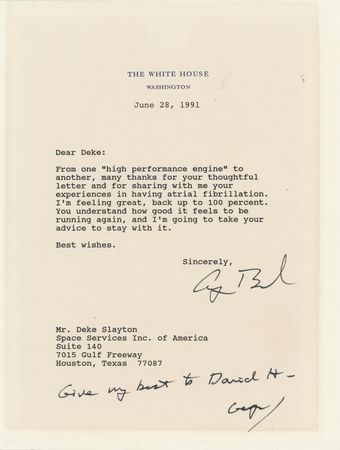 THE WHITE HOUSE
WASHINGTON
June 28, 1991
Dear Deke:
From one "high performance engine" to
another, many thanks for your thoughtful
letter and for sharing with me your
experiences in having atrial fibrillation.
I'm feeling great, back up to 100 percent.
You understand how good it feels to be
running again, and I'm going to take your
advice to stay with it.
Best wishes.
Sincerely,
Mr. Deke Slayton
Space Services Inc. of America
Suite 140
7015 Gulf Freeway
Houston, Texas 77087
Give my best to David H-